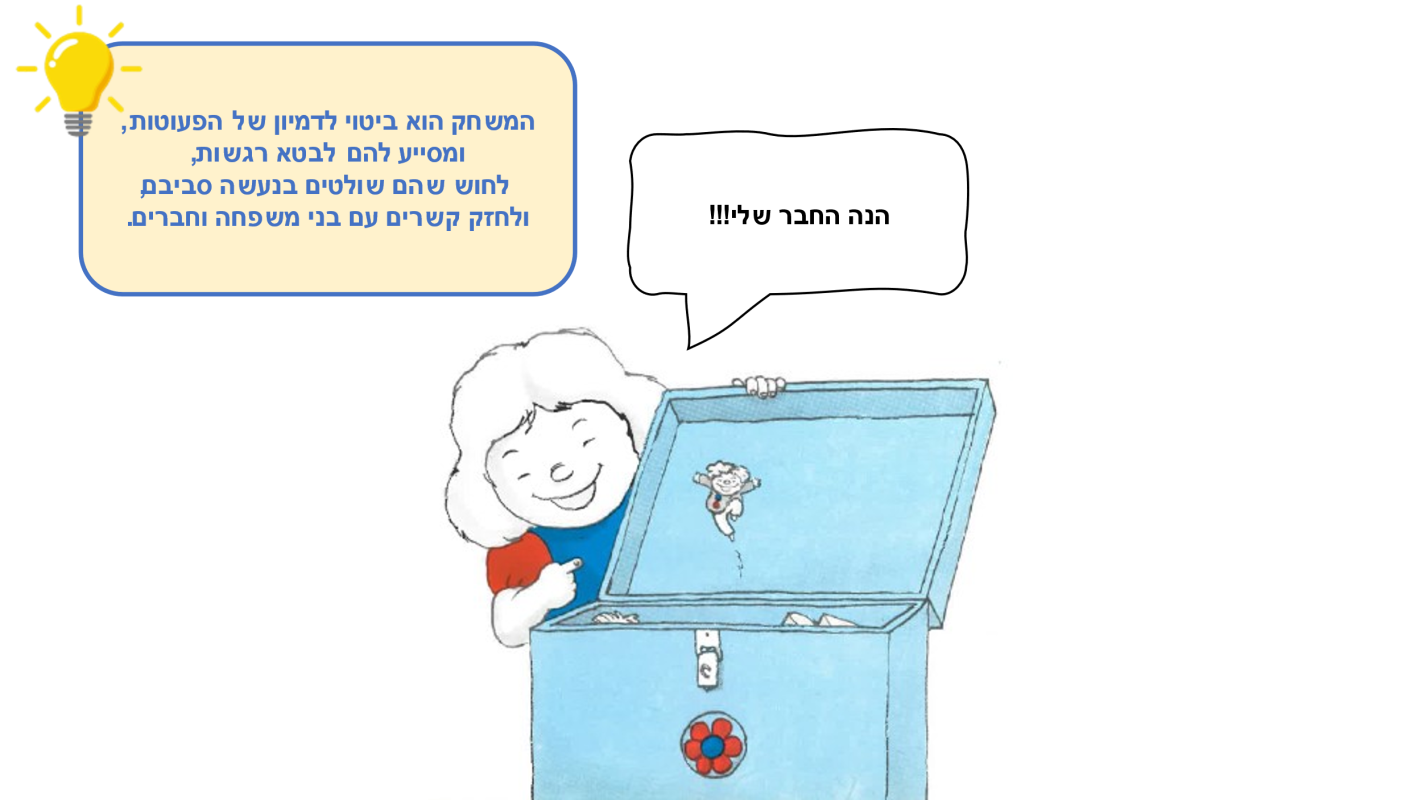 המשחק הוא ביטוי לדמיון של הפעוטות,
ומסייע להם לבטא רגשות,
לחוש שהם שולטים בנעשה סביבם,
ולחזק קשרים עם בני משפחה וחברים.
הנה החבר שלי!!!